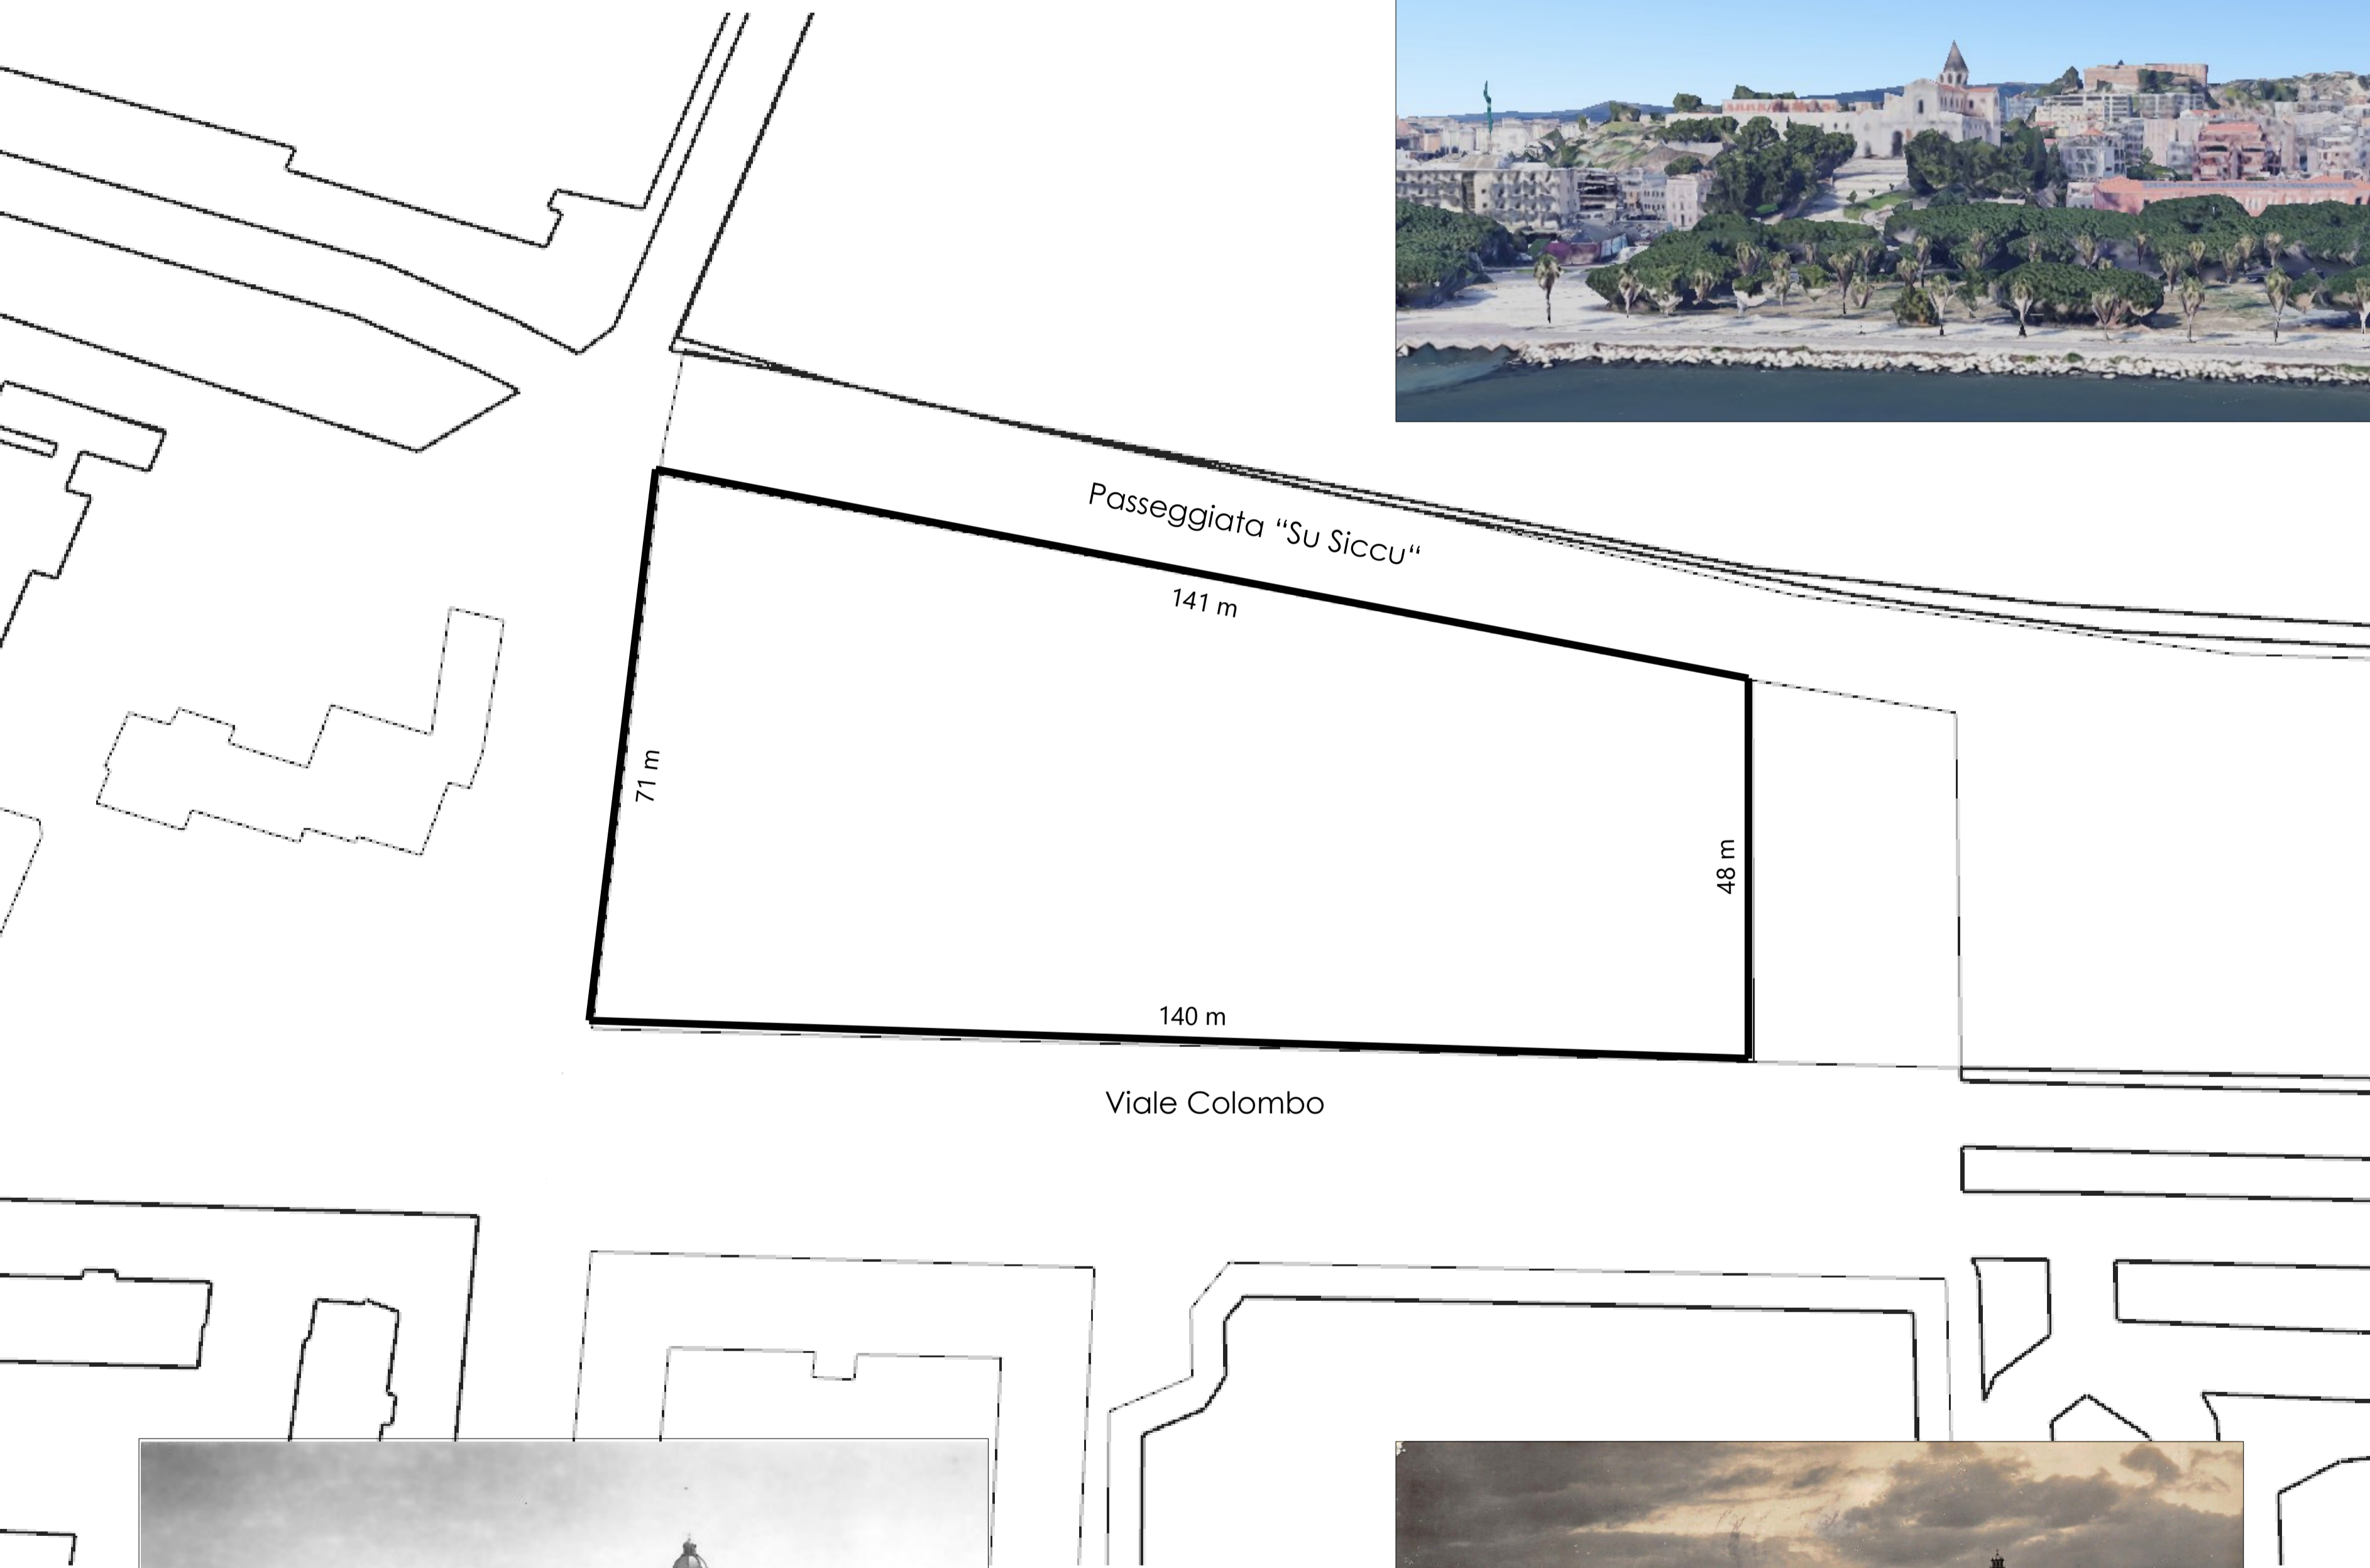 Passeggiata “Su Siccu“
141 m
71 m
48 m
140 m
Viale Colombo